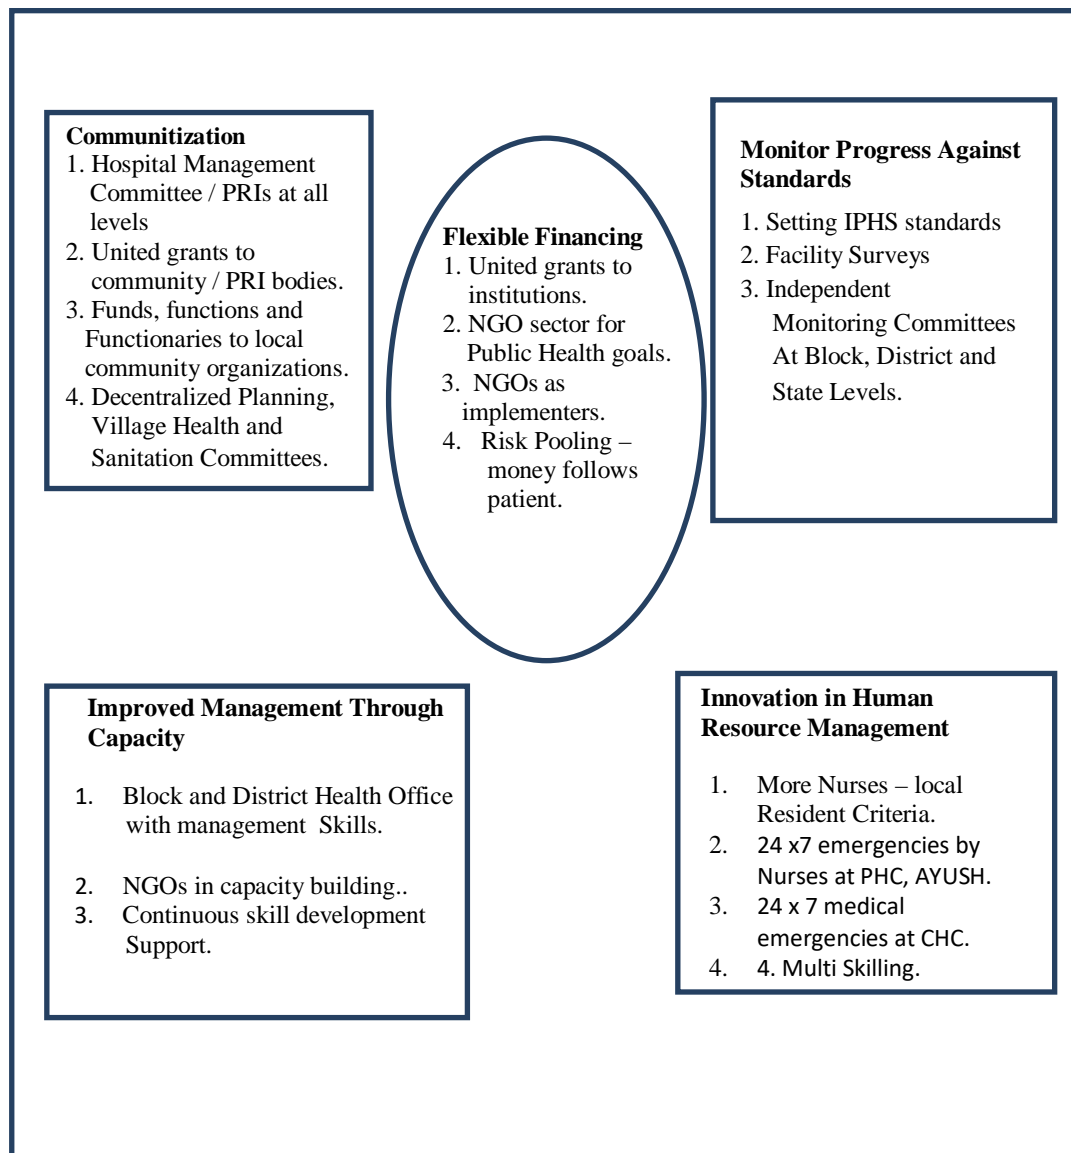 Communitization
1. Hospital Management
Committee / PRIs at all
levels
2. United grants to
community / PRI bodies.
3. Funds, functions and
Functionaries to local
community organizations.
4. Decentralized Planning,
Village Health and
Sanitation Committees.
Flexible Financing
1. United grants to
institutions.
2. NGO sector for
Public Health goals.
3. NGOs as
implementers.
4. Risk Pooling –
money follows
patient.
Monitor Progress Against
Standards
1. Setting IPHS standards
2. Facility Surveys
3. Independent
Monitoring Committees
At Block, District and
State Levels.
Improved Management Through
Capacity
1. Block and District Health Office
with management Skills.
2. NGOs in capacity building..
3. Continuous skill development
Support.
Innovation in Human
Resource Management
1. More Nurses – local
Resident Criteria.
2. 24 x7 emergencies by
Nurses at PHC, AYUSH.
3. 24 x 7 medical
emergencies at CHC.
4. 4. Multi Skilling.